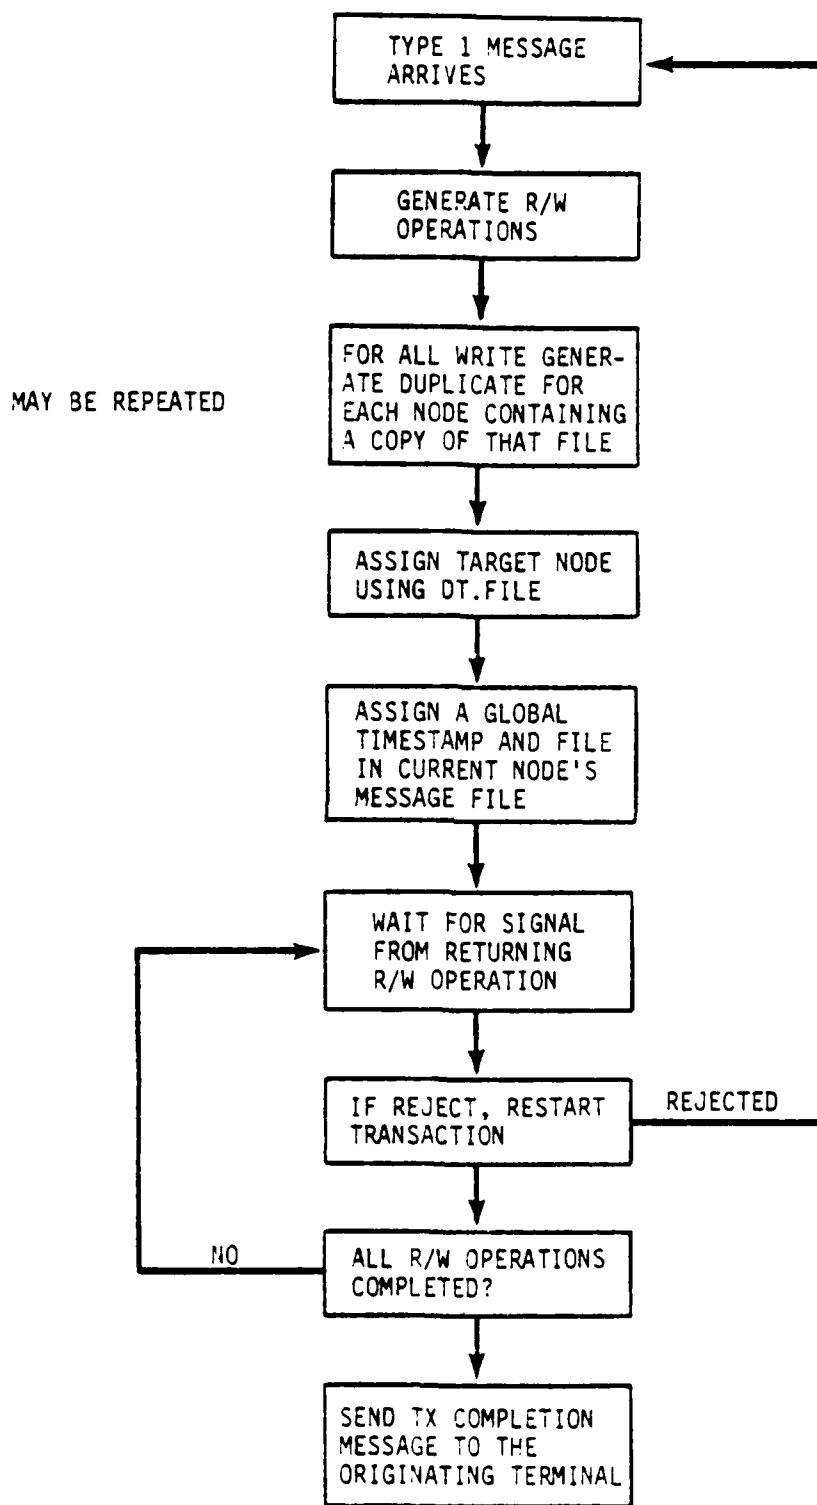 TYPE 1 MESSAGE
ARRIVES
GENERATE R/W
OPERATIONS
FOR ALL WRITE GENER-
ATE DUPLICATE FOR
EACH NODE CONTAINING
A COPY OF THAT FILE
MAY BE REPEATED
ASSIGN TARGET NODE
USING DT.FILE
ASSIGN A GLOBAL
TIMESTAMP AND FILE
IN CURRENT NODE'S
MESSAGE FILE
WAIT FOR SIGNAL
FROM RETURNING
R/W OPERATION
IF REJECT, RESTART
TRANSACTION
REJECTED
NO
ALL R/W OPERATIONS
COMPLETED?
SEND TX COMPLETION
MESSAGE TO THE
ORIGINATING TERMINAL